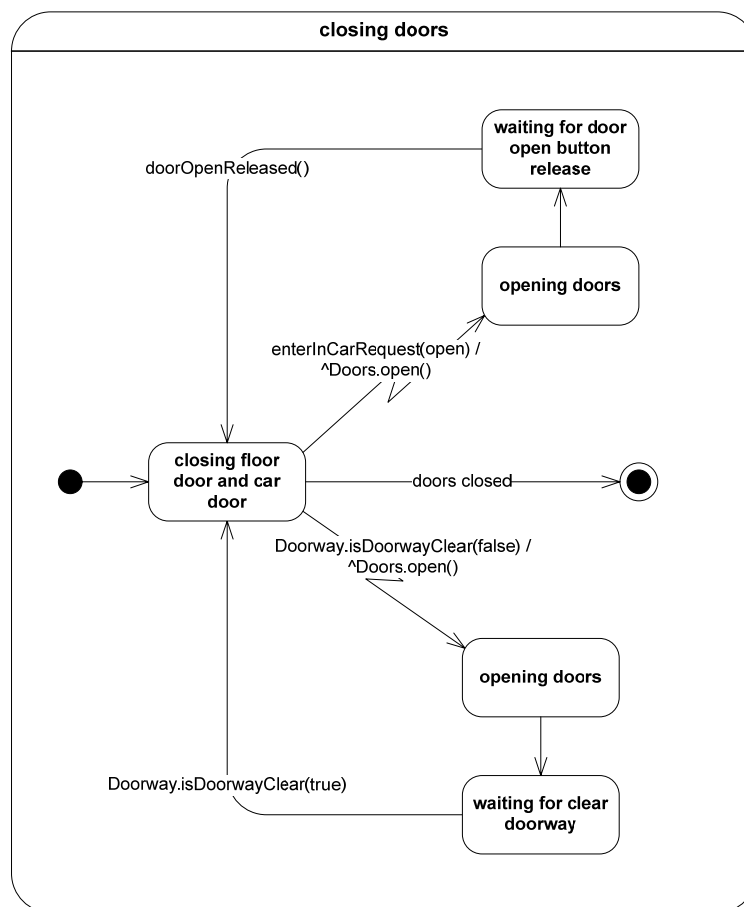 closing doors
waiting for door
open button
release
doorOpenReleased()
opening doors
enterInCarRequest(open) /
^Doors.open()
closing floor
door and car
door
doors closed
Doorway.isDoorwayClear(false) /
^Doors.open()
opening doors
Doorway.isDoorwayClear(true)
waiting for clear
doorway